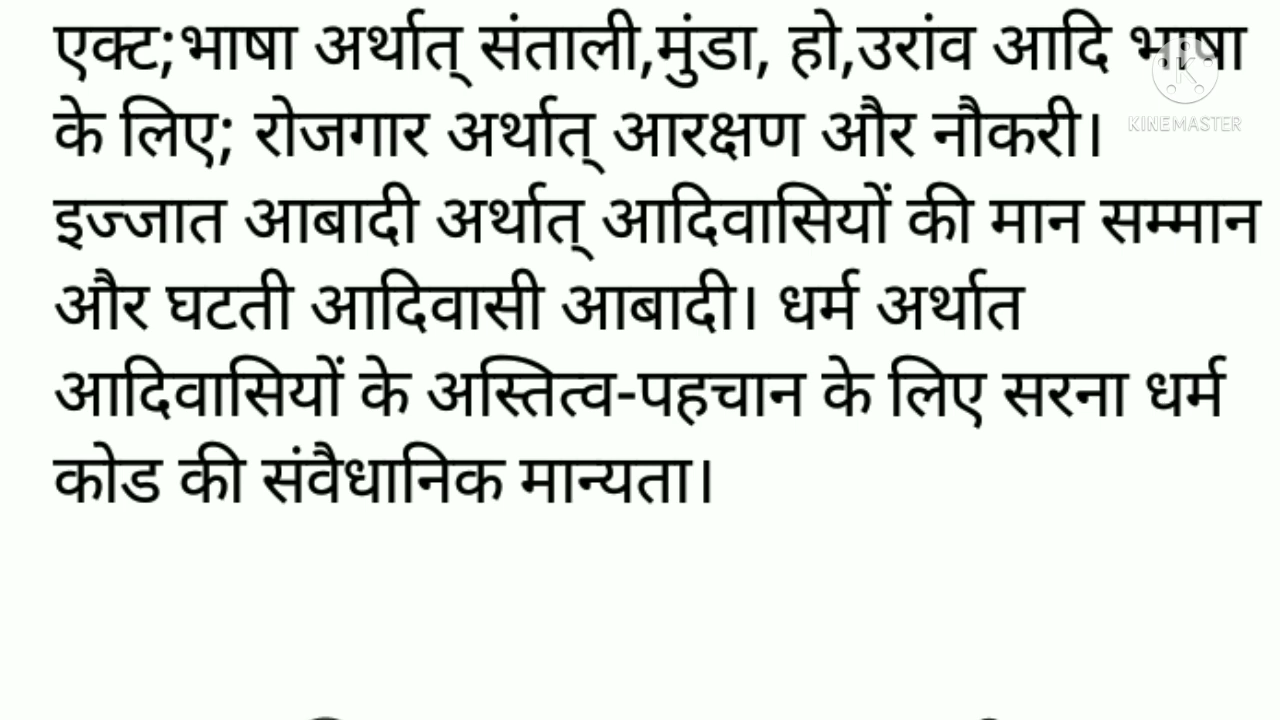 एक्ट;भाषा अर्थात् संताली,मुंडा, हो,उरांव आदि भाषा
के लिए; रोजगार अर्थात् आरक्षण और नौकरी।
इज्जात आबादी अर्थात् आदिवासियों की मान सम्मान
और घटती आदिवासी आबादी। धर्म अर्थात
आदिवासियों के अस्तित्व-पहचान के लिए सरना धर्म
कोड की संवैधानिक मान्यता।
KINEMASTER